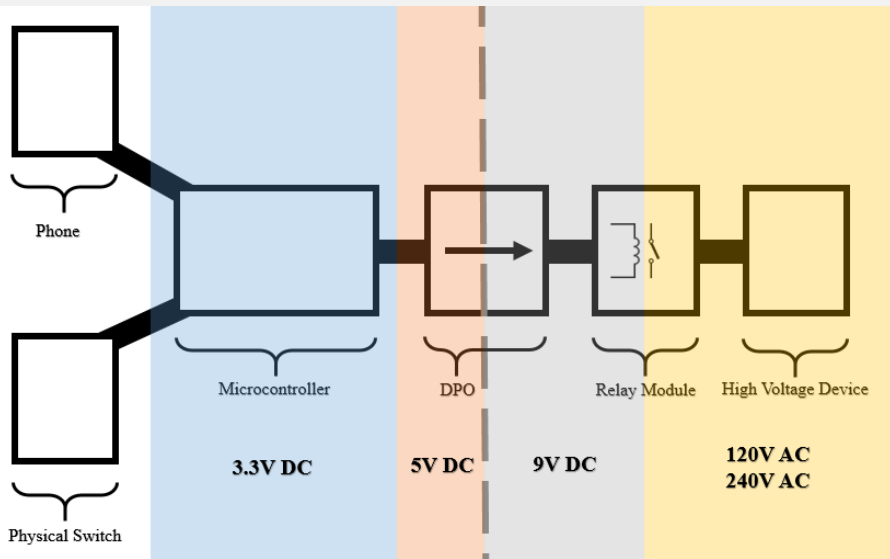 Phone
Microcontroller
DPO
Relay Module
High Voltage Device
3.3V DC
5V DC
9V DC
120V AC
240V AC
Physical Switch